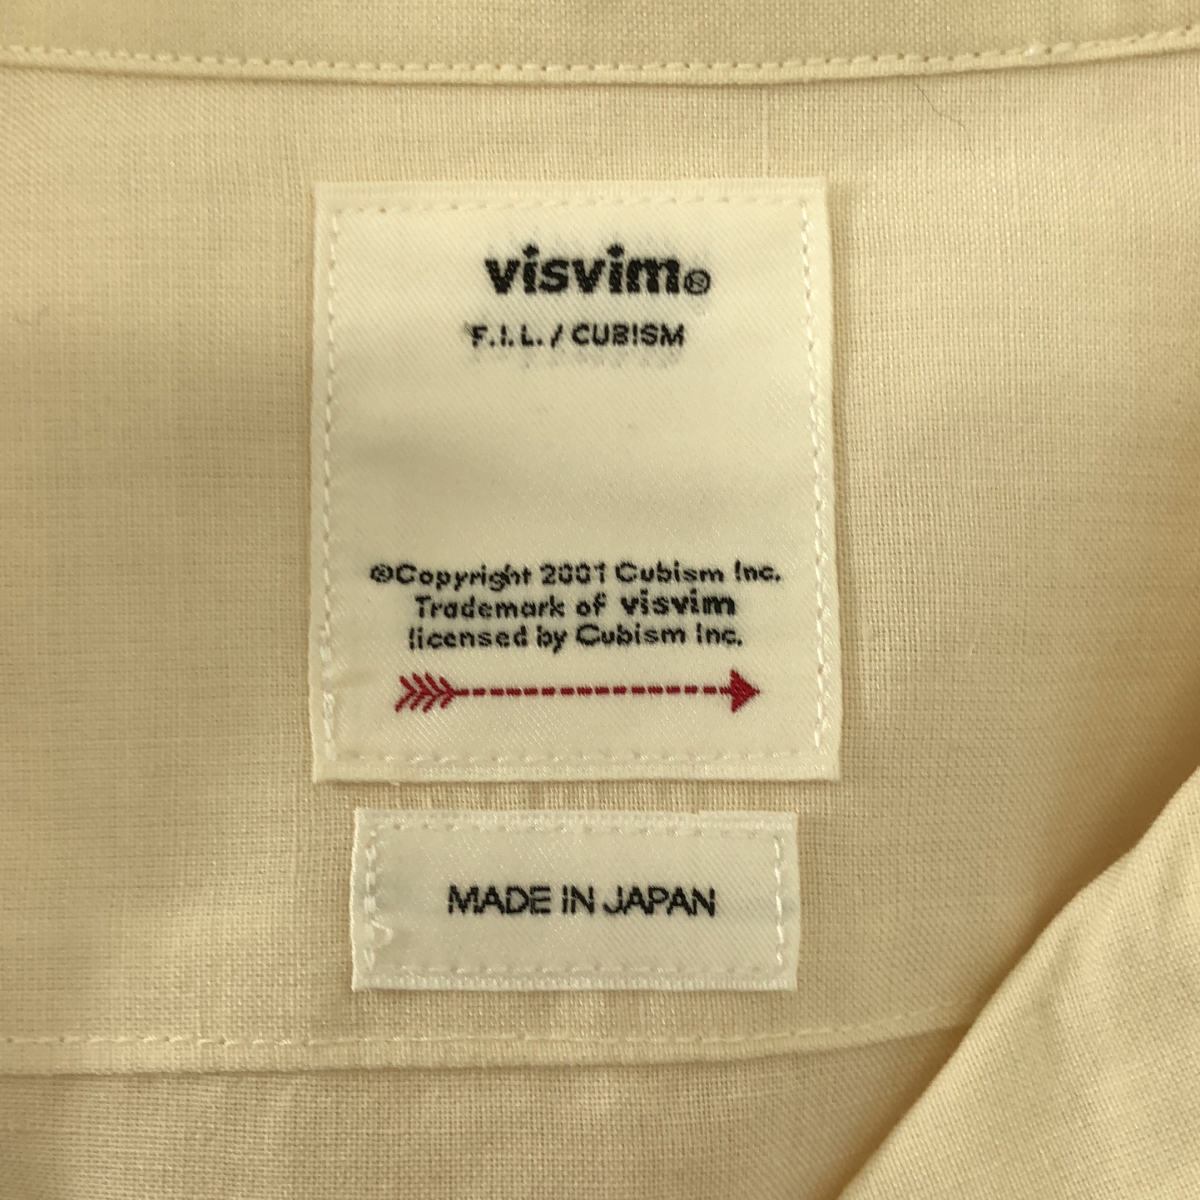 visvim®
F.I.L. / CUBISM
©Copyright 2001 Cubism Inc.
Trademark of visvim
licensed by Cubism Inc.
MADE IN JAPAN